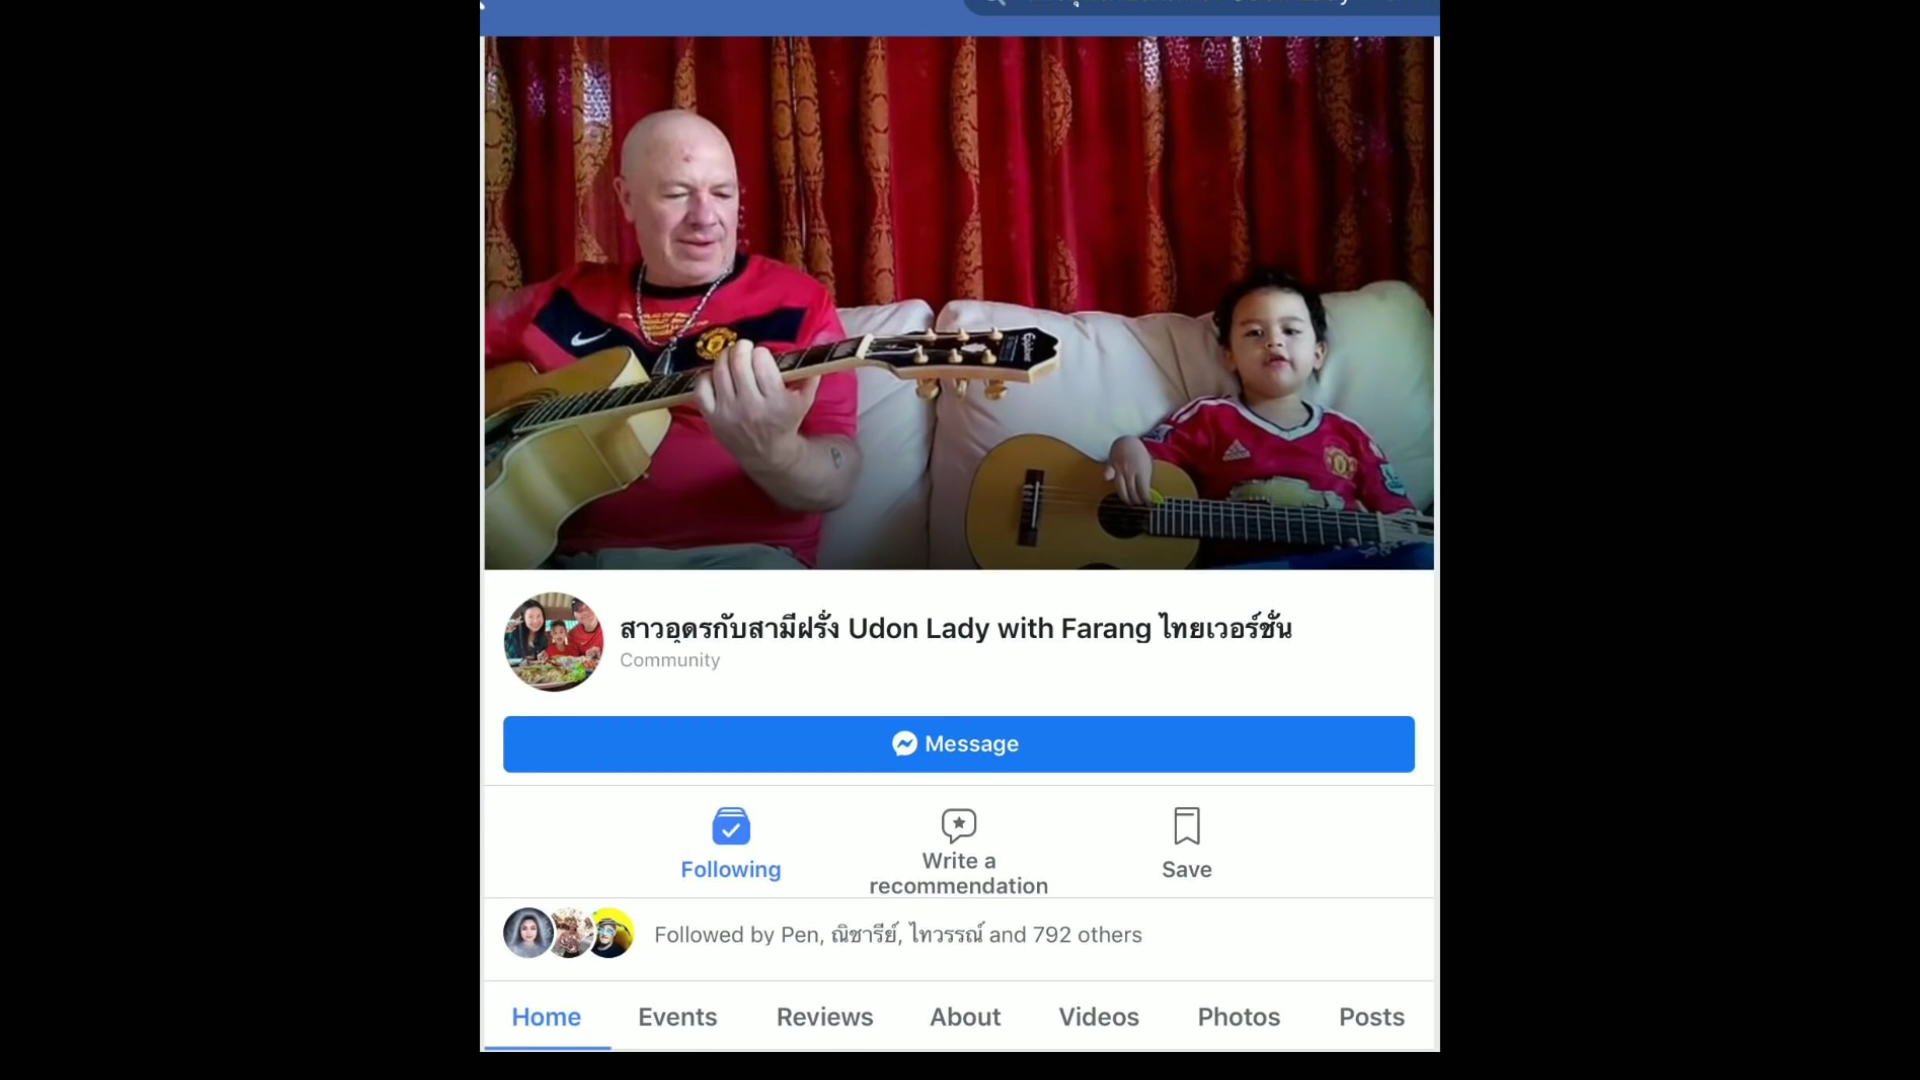 Epiphone
สาวอุดรกับสามีฝรั่ง Udon Lady with Farang ไทยเวอร์ชั่น
Community
Message
Following
Write a
recommendation
Save
Followed by Pen, ณิชารีย์, ไทวรรณ์ and 792 others
Home
Events
Reviews
About
Videos
Photos
Posts